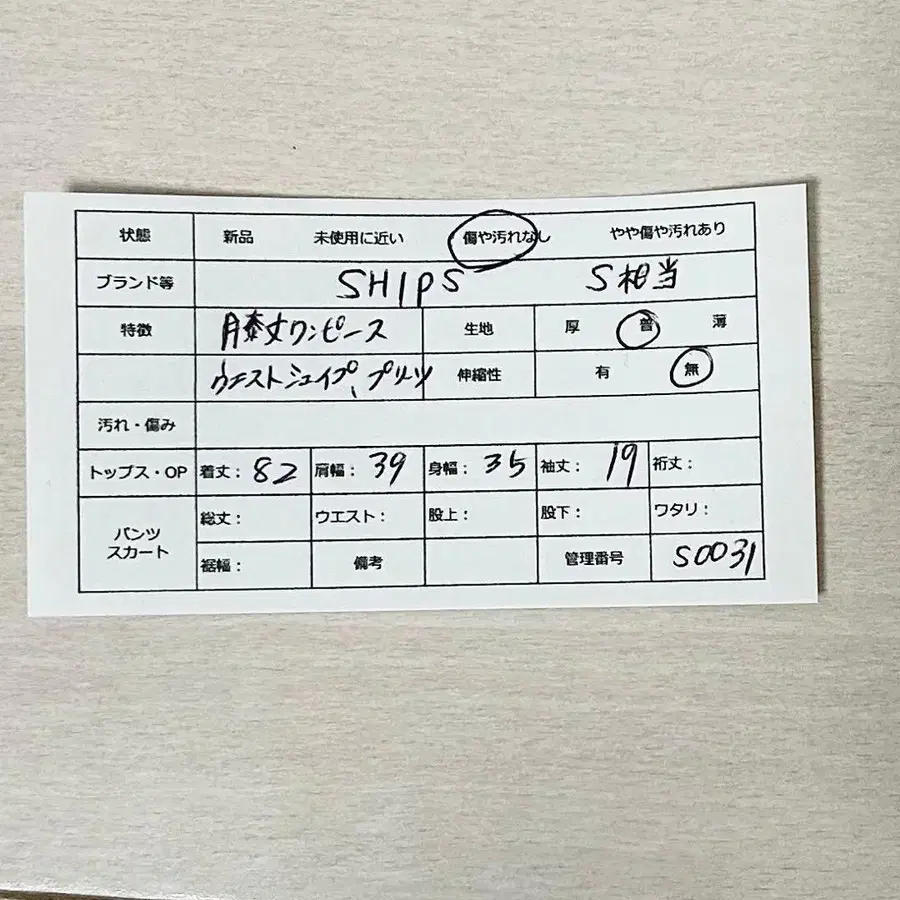 状態 新品 未使用に近い 傷や汚れなし やや傷や汚れあり
ブランド等 SHIPS S相当
特徴 膝丈ワンピース 生地 厚 普 薄
ウエストシェイプ、プリーツ 伸縮性 有 無
汚れ・傷み
トップス・OP 着丈：82 肩幅：39 身幅：35 袖丈：19 裄丈：
パンツ スカート 総丈： ウエスト： 股上： 股下： ワタリ：
裾幅： 備考 管理番号 S0031